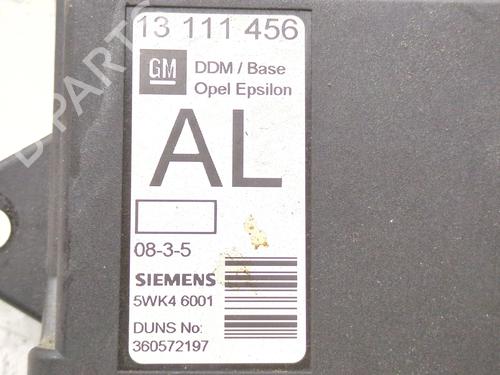 13 111 456
GM
DDM / Base
Opel Epsilon
AL
08-3-5
SIEMENS
5WK4 6001
DUNS No:
360572197
D-PARTS